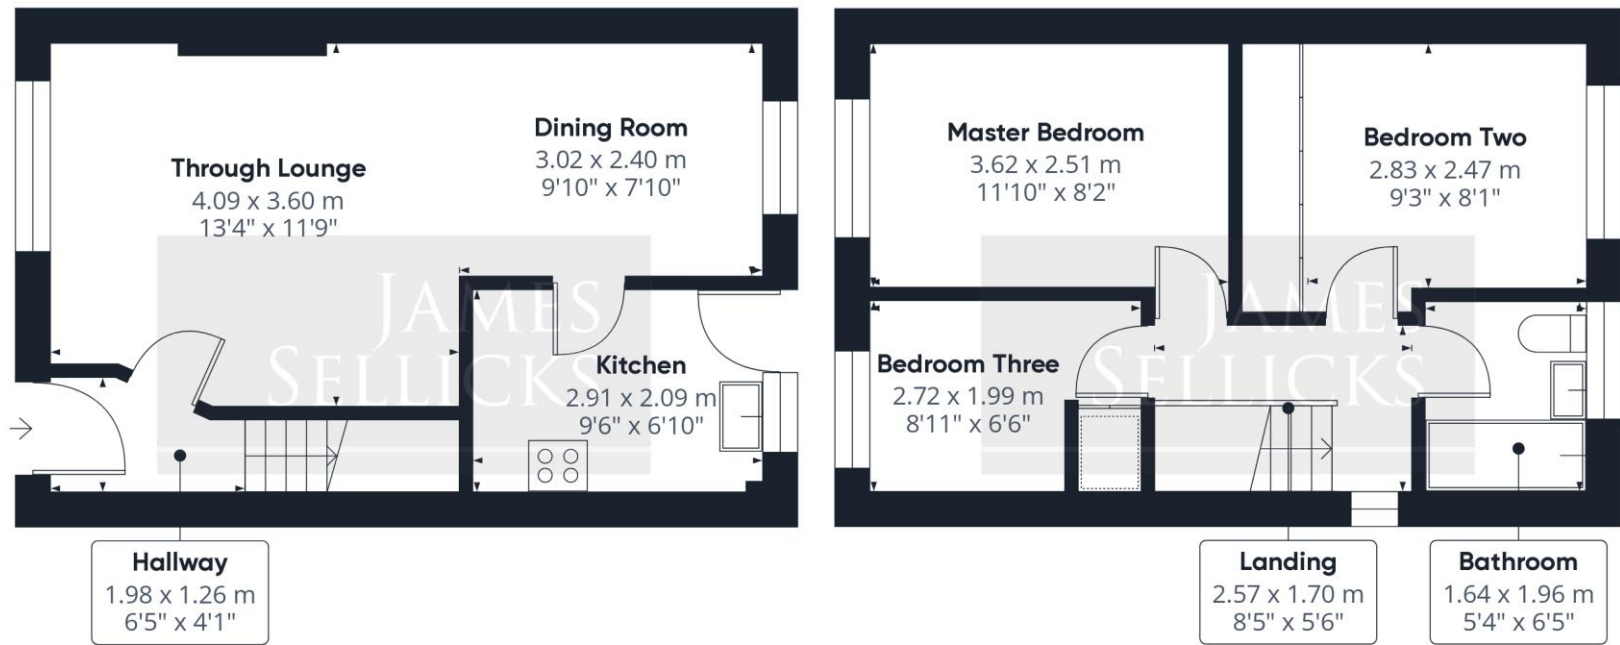 Through Lounge
4.09 x 3.60 m
13'4" x 11'9"
Dining Room
3.02 x 2.40 m
9'10" x 7'10"
Kitchen
2.91 x 2.09 m
9'6" x 6'10"
JAMES
SELLICKS
Hallway
1.98 x 1.26 m
6'5" x 4'1"
Master Bedroom
3.62 x 2.51 m
11'10" x 8'2"
Bedroom Two
2.83 x 2.47 m
9'3" x 8'1"
Bedroom Three
2.72 x 1.99 m
8'11" x 6'6"
JAMES
SELLICKS
Landing
2.57 x 1.70 m
8'5" x 5'6"
Bathroom
1.64 x 1.96 m
5'4" x 6'5"